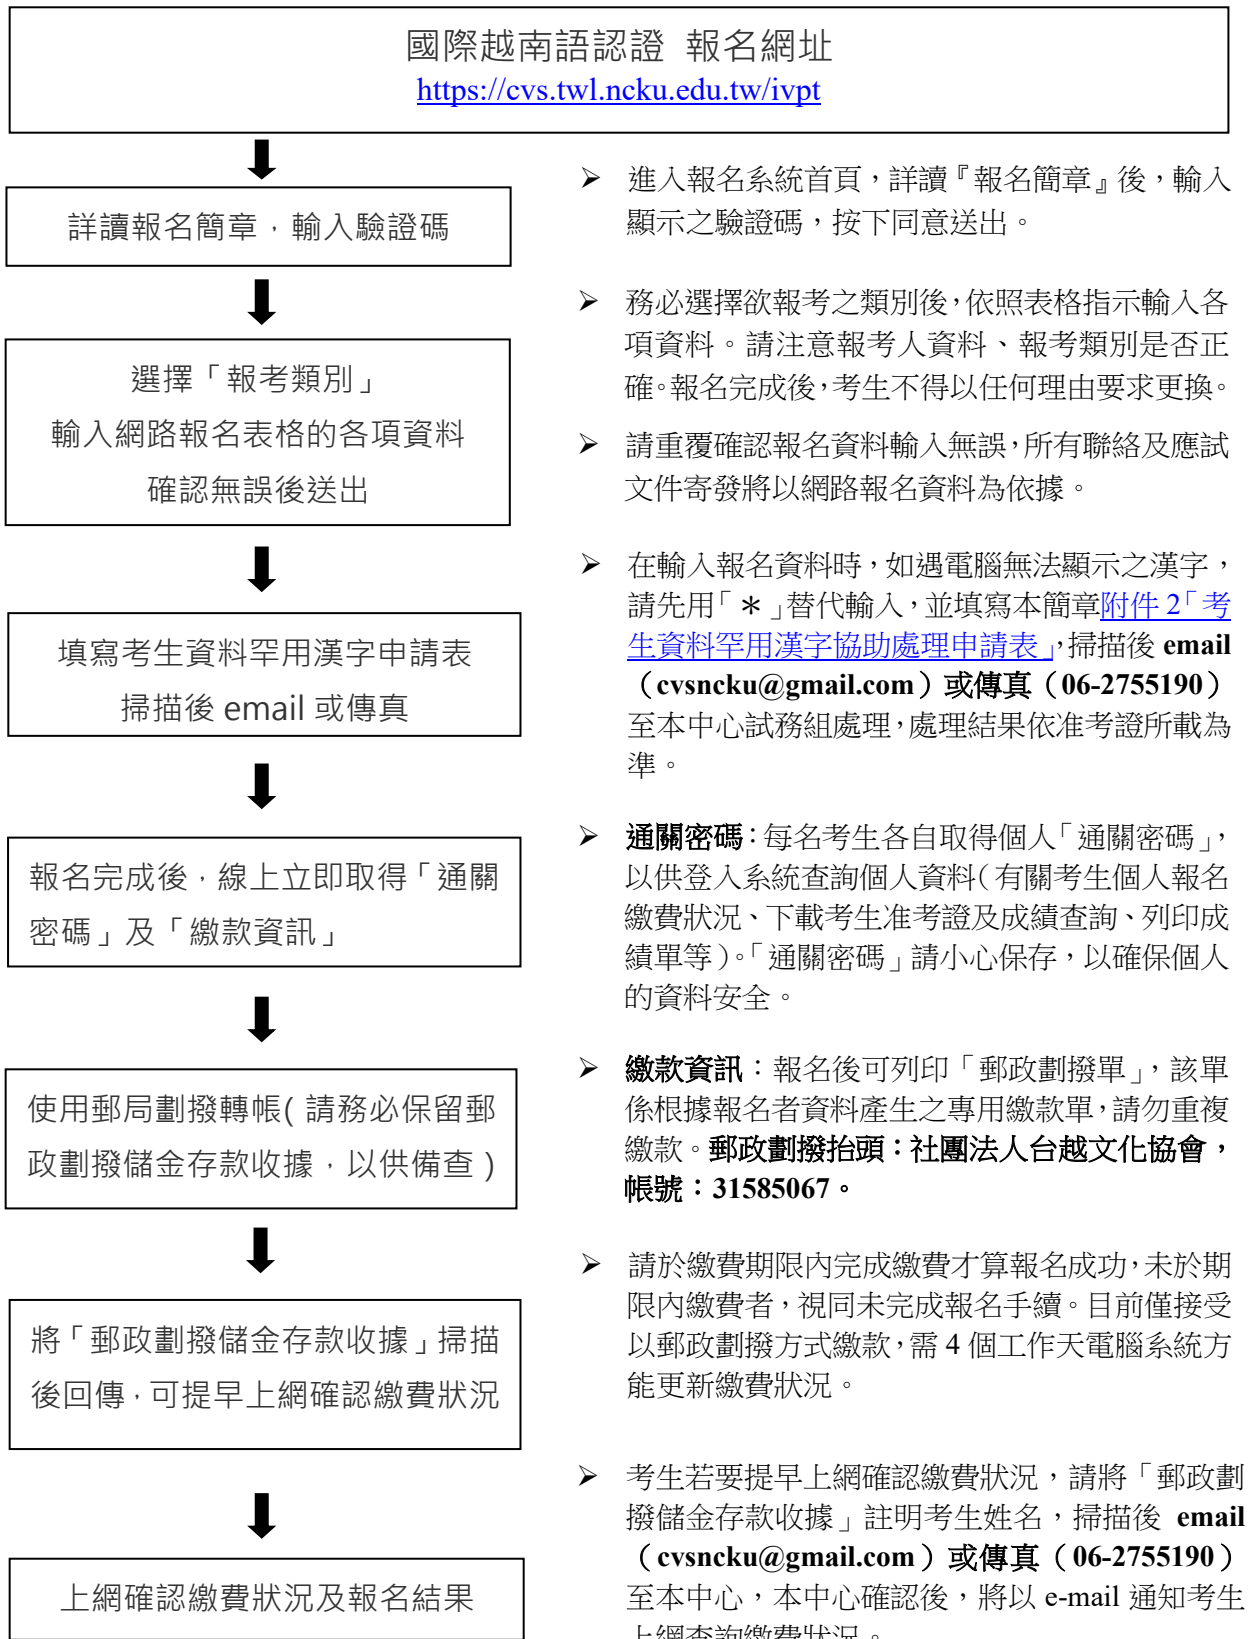 國際越南語認證 報名網址
https://cvs.twl.ncku.edu.tw/ivpt
詳讀報名簡章，輸入驗證碼
選擇「報考類別」
輸入網路報名表格的各項資料
確認無誤後送出
填寫考生資料罕用漢字申請表
掃描後 email 或傳真
報名完成後，線上立即取得「通關
密碼」及「繳款資訊」
使用郵局劃撥轉帳(請務必保留郵
政劃撥儲金存款收據，以供備查)
將「郵政劃撥儲金存款收據」掃描
後回傳，可提早上網確認繳費狀況
上網確認繳費狀況及報名結果
➢ 進入報名系統首頁，詳讀『報名簡章』後，輸入
顯示之驗證碼，按下同意送出。
➢ 務必選擇欲報考之類別後，依照表格指示輸入各
項資料。請注意報考人資料、報考類別是否正
確。報名完成後，考生不得以任何理由要求更換。
➢ 請重覆確認報名資料輸入無誤，所有聯絡及應試
文件寄發將以網路報名資料為依據。
➢ 在輸入報名資料時，如遇電腦無法顯示之漢字，
請先用「＊」替代輸入，並填寫本簡章附件 2「考
生資料罕用漢字協助處理申請表」，掃描後 email
（cvsncku@gmail.com）或傳真（06-2755190）
至本中心試務組處理，處理結果依准考證所載為
準。
➢ 通關密碼：每名考生各自取得個人「通關密碼」，
以供登入系統查詢個人資料（有關考生個人報名
繳費狀況、下載考生准考證及成績查詢、列印成
績單等）。「通關密碼」請小心保存，以確保個人
的資料安全。
➢ 繳款資訊：報名後可列印「郵政劃撥單」，該單
係根據報名者資料產生之專用繳款單，請勿重複
繳款。郵政劃撥抬頭：社團法人台越文化協會，
帳號：31585067。
➢ 請於繳費期限內完成繳費才算報名成功，未於期
限內繳費者，視同未完成報名手續。目前僅接受
以郵政劃撥方式繳款，需 4 個工作天電腦系統方
能更新繳費狀況。
➢ 考生若要提早上網確認繳費狀況，請將「郵政劃
撥儲金存款收據」註明考生姓名，掃描後 email
（cvsncku@gmail.com）或傳真（06-2755190）
至本中心，本中心確認後，將以 e-mail 通知考生
上網查詢繳費狀況。